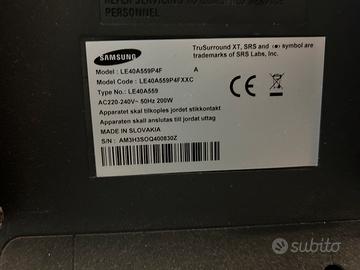 REFER SERVICING TO QUALIFIED SERVICE
PERSONNEL
SAMSUNG
TruSurround XT, SRS and (●) symbol are
trademarks of SRS Labs, Inc.
Model : LE40A559P4F A
Model Code : LE40A559P4FXXC
Type No.: LE40A559
AC220-240V~ 50Hz 200W
Apparatet skal tilkoples jordet stikkontakt
Apparaten skall anslutas till jordat uttag
MADE IN SLOVAKIA
S/N : AM3H3SOQ400830Z
CE
subito